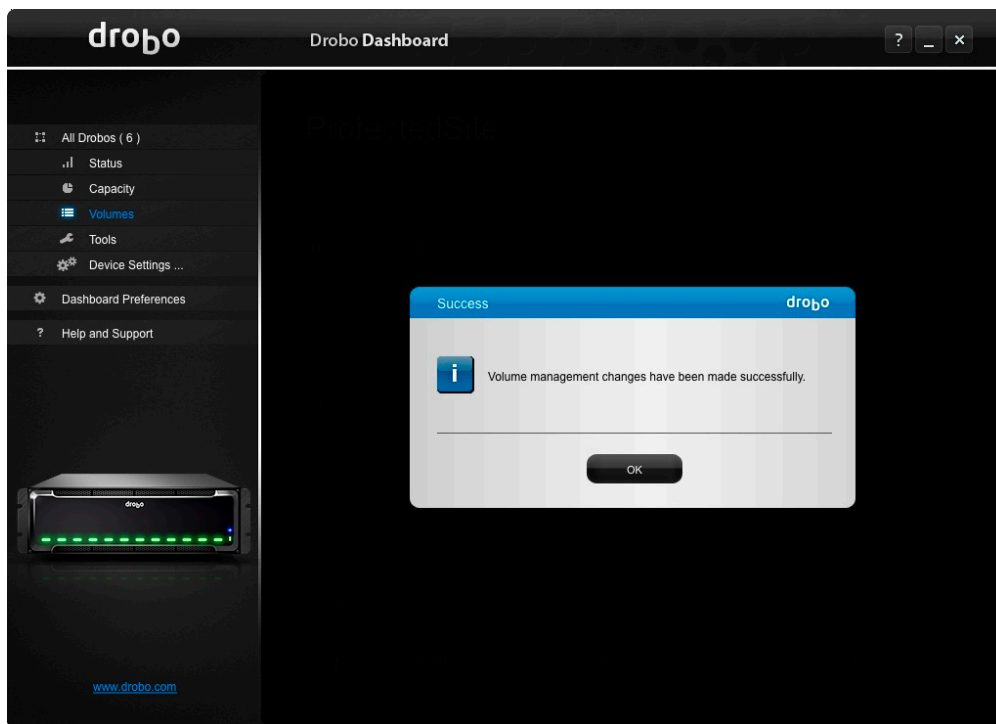 drobo
Drobo Dashboard
? _ ×
ProtectedSite
All Drobos ( 6 )
Status
Capacity
Volumes
Tools
Device Settings ...
Dashboard Preferences
? Help and Support
Success
drobo
i
Volume management changes have been made successfully.
OK
drobo
www.drobo.com